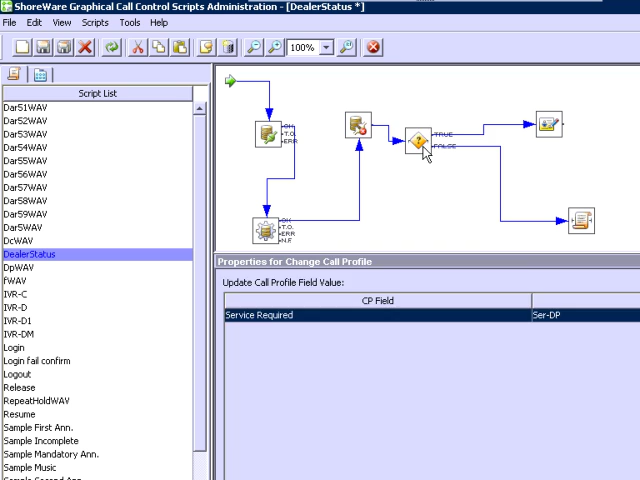 ShoreWare Graphical Call Control Scripts Administration - [DealerStatus *]
File Edit View Scripts Tools Help
100%
Script List
Dar51WAV
Dar52WAV
Dar53WAV
Dar54WAV
Dar55WAV
Dar56WAV
Dar57WAV
Dar58WAV
Dar59WAV
Dar5WAV
DcWAV
DealerStatus
DpWAV
fWAV
IVR-C
IVR-D
IVR-D1
IVR-DM
Login
Login fail confirm
Logout
Release
RepeatHoldWAV
Resume
Sample First Ann.
Sample Incomplete
Sample Mandatory Ann.
Sample Music
Sample Second Ann.
OK
T.O.
ERR
OK
T.O.
ERR
N.F.
TRUE
FALSE
Properties for Change Call Profile
Update Call Profile Field Value:
CP Field
Service Required Ser-DP